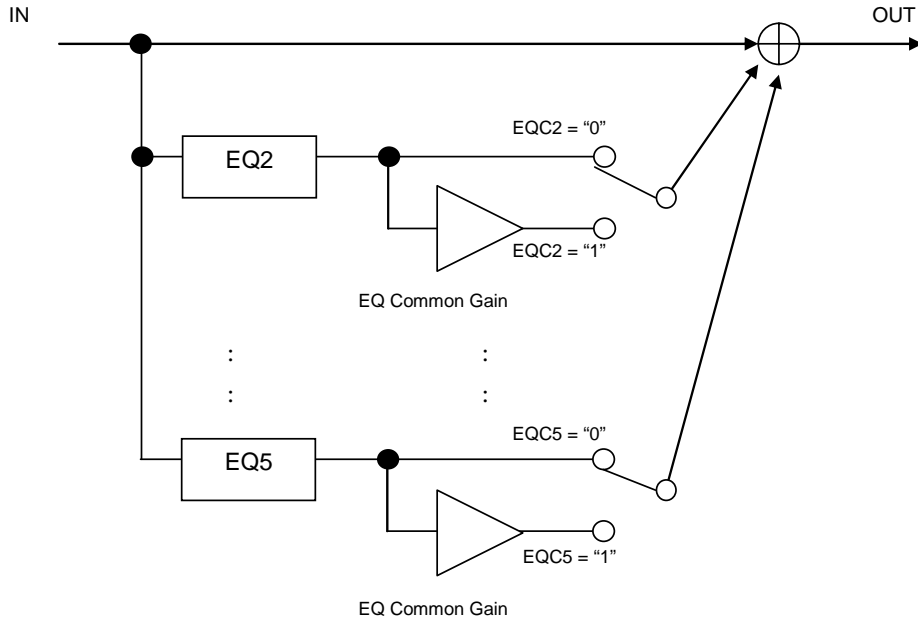 IN
OUT
EQC2 = “0”
EQ2
EQC2 = “1”
EQ Common Gain
: :
: :
EQC5 = “0”
EQ5
EQC5 = “1”
EQ Common Gain